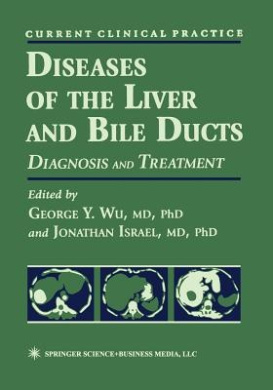 CURRENT CLINICAL PRACTICE
DISEASES
OF THE LIVER
AND BILE DUCTS
DIAGNOSIS AND TREATMENT
Edited by
GEORGE Y. WU, MD, PHD
and JONATHAN ISRAEL, MD, PHD
SPRINGER SCIENCE+BUSINESS MEDIA, LLC